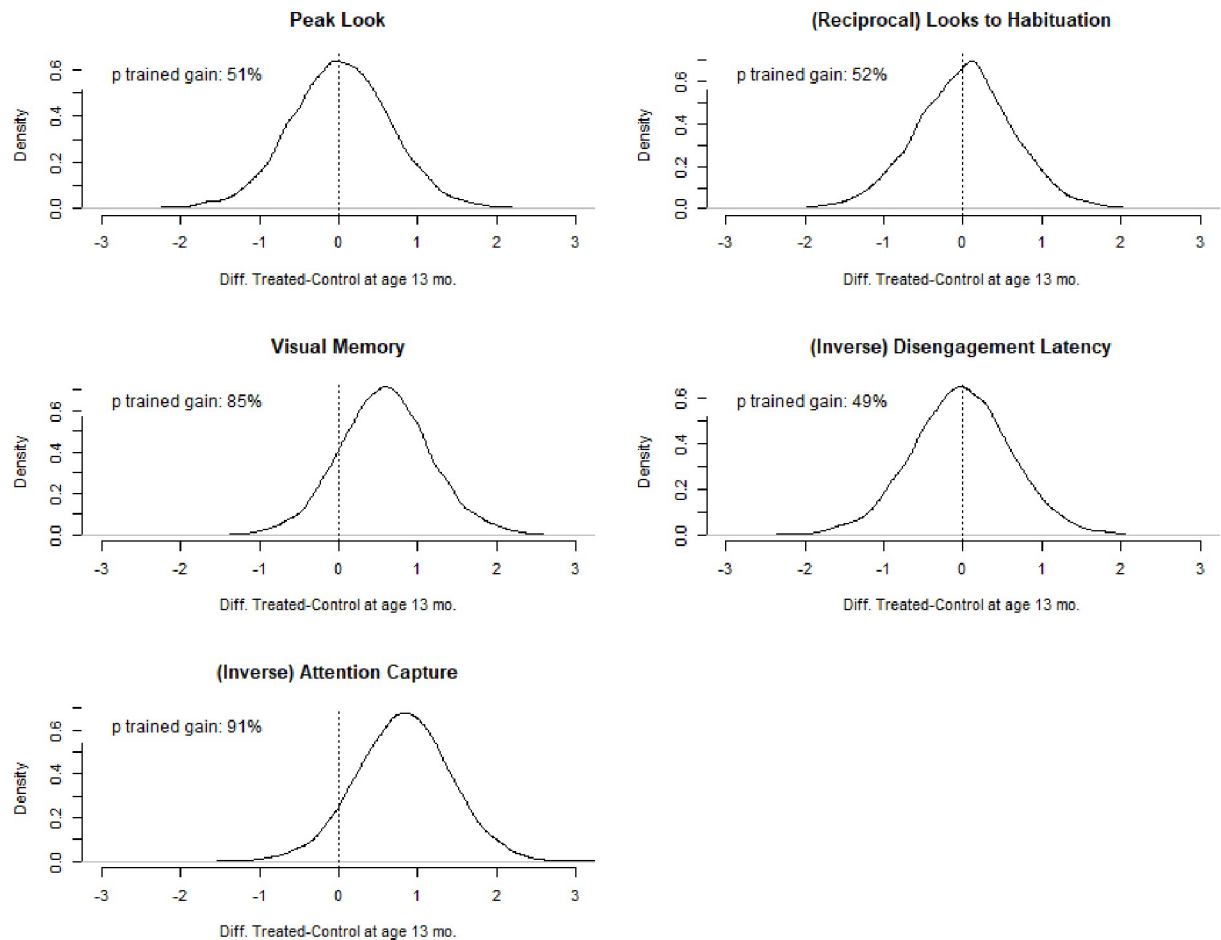 Peak Look
p trained gain: 51%
Density
0.0 0.2 0.4 0.6
-3 -2 -1 0 1 2 3
Diff. Treated-Control at age 13 mo.
(Reciprocal) Looks to Habituation
p trained gain: 52%
Density
0.0 0.2 0.4 0.6
-3 -2 -1 0 1 2 3
Diff. Treated-Control at age 13 mo.
Visual Memory
p trained gain: 85%
Density
0.0 0.2 0.4 0.6
-3 -2 -1 0 1 2 3
Diff. Treated-Control at age 13 mo.
(Inverse) Disengagement Latency
p trained gain: 49%
Density
0.0 0.2 0.4 0.6
-3 -2 -1 0 1 2 3
Diff. Treated-Control at age 13 mo.
(Inverse) Attention Capture
p trained gain: 91%
Density
0.0 0.2 0.4 0.6
-3 -2 -1 0 1 2 3
Diff. Treated-Control at age 13 mo.